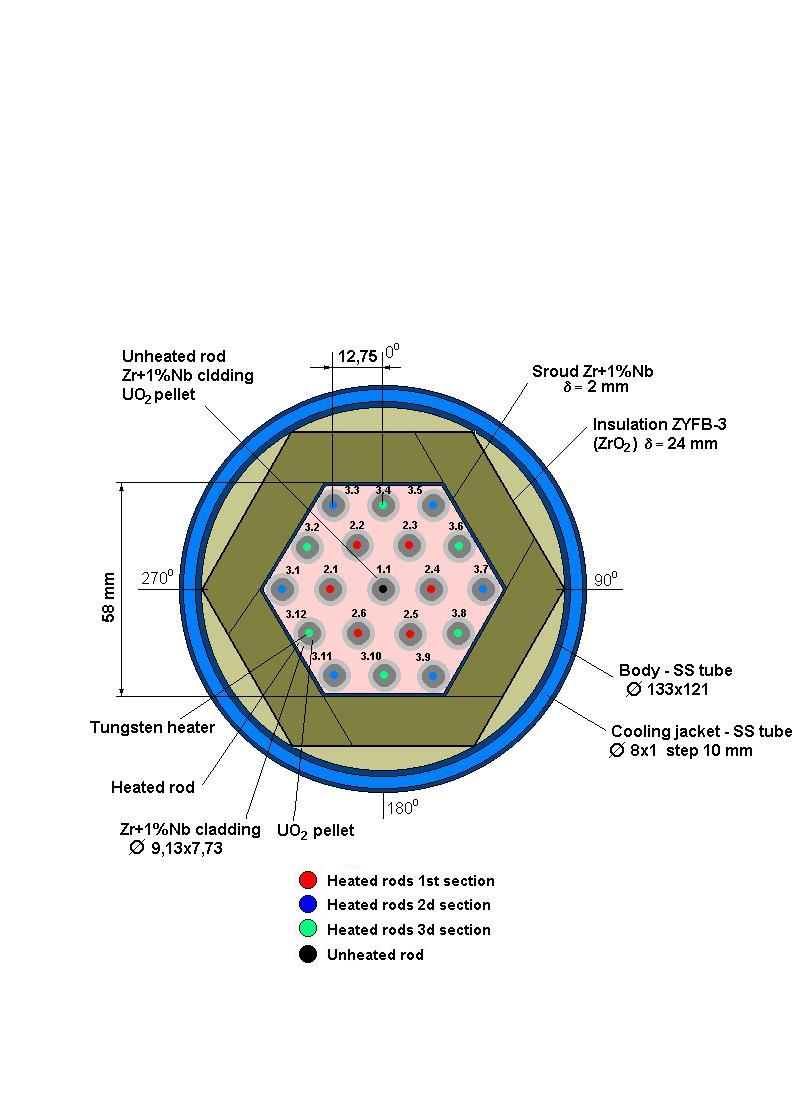 Unheated rod
Zr+1%Nb cldding
UO2 pellet
12,75
0⁰
Sroud Zr+1%Nb
δ = 2 mm
Insulation ZYFB-3
(ZrO2) δ = 24 mm
3.3 3.4 3.5
3.2 2.2 2.3 3.6
3.1 2.1 1.1 2.4 3.7
270⁰
90⁰
58 mm
3.12 2.6 2.5 3.8
3.11 3.10 3.9
Body - SS tube
Ø 133x121
Tungsten heater
Cooling jacket - SS tube
Ø 8x1 step 10 mm
Heated rod
180⁰
Zr+1%Nb cladding
Ø 9,13x7,73
UO2 pellet
Heated rods 1st section
Heated rods 2d section
Heated rods 3d section
Unheated rod